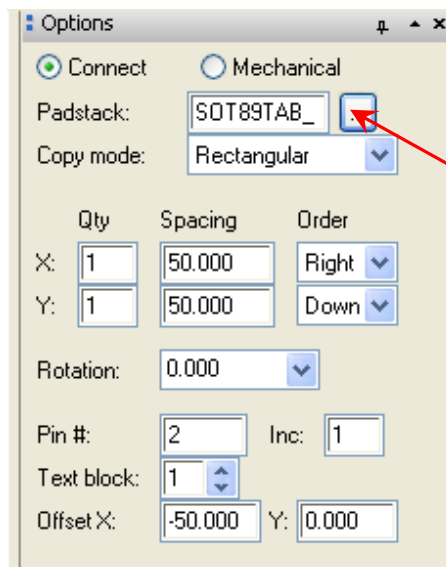 Options
Connect Mechanical
Padstack: SOT89TAB_ ...
Copy mode: Rectangular
Qty Spacing Order
X: 1 50.000 Right
Y: 1 50.000 Down
Rotation: 0.000
Pin #: 2 Inc: 1
Text block: 1
Offset X: -50.000 Y: 0.000